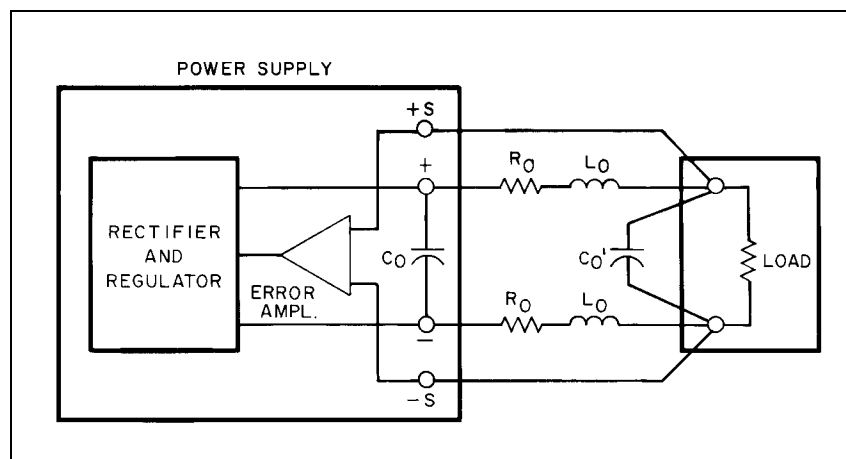 POWER SUPPLY
+S
+
RO
LO
RECTIFIER
AND
REGULATOR
CO
CO'
LOAD
ERROR
AMPL.
RO
LO
−
−S